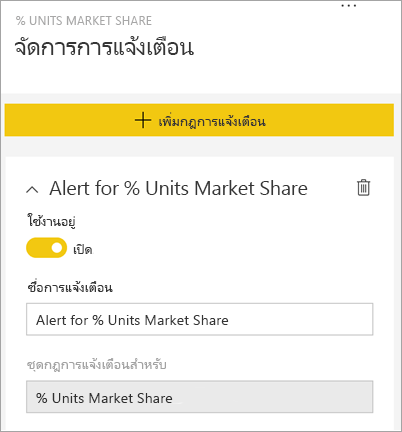 % UNITS MARKET SHARE
จัดการการแจ้งเตือน
เพิ่มกฎการแจ้งเตือน
Alert for % Units Market Share
ใช้งานอยู่
เปิด
ชื่อการแจ้งเตือน
Alert for % Units Market Share
ชุดกฎการแจ้งเตือนสำหรับ
% Units Market Share